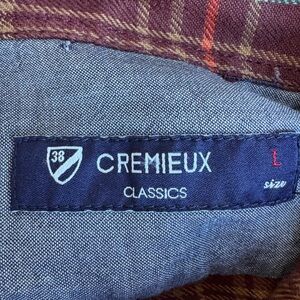 38 CREMIEUX L
CLASSICS size